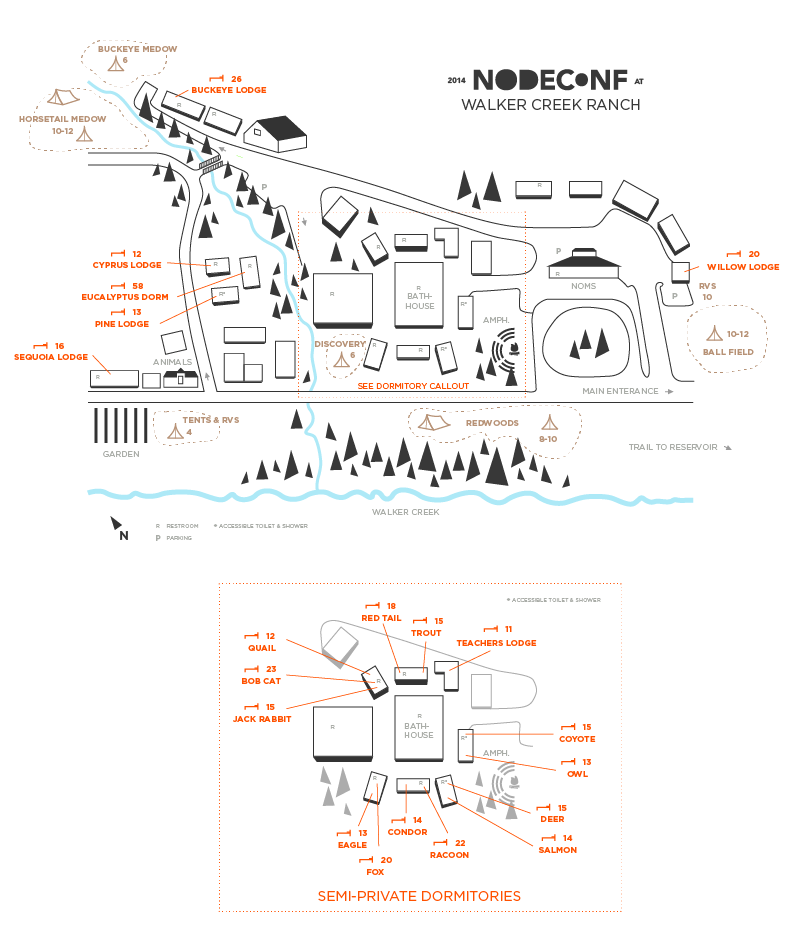 BUCKEYE MEDOW
6
26
BUCKEYE LODGE
2014 NODECONF AT
WALKER CREEK RANCH
HORSETAIL MEDOW
10-12
R
R
P
R
12
CYPRUS LODGE
58
EUCALYPTUS DORM
13
PINE LODGE
R
R
R*
R
R
R
R
BATH-
HOUSE
R*
AMPH.
P
R
NOMS
20
WILLOW LODGE
P
RVS
10
10-12
BALL FIELD
16
SEQUOIA LODGE
R
ANIMALS
DISCOVERY
6
R
R
R*
SEE DORMITORY CALLOUT
MAIN ENTERANCE
TENTS & RVS
4
GARDEN
REDWOODS
8-10
TRAIL TO RESERVOIR
WALKER CREEK
N
R RESTROOM * ACCESSIBLE TOILET & SHOWER
P PARKING
* ACCESSIBLE TOILET & SHOWER
18
RED TAIL
15
TROUT
11
TEACHERS LODGE
12
QUAIL
23
BOB CAT
15
JACK RABBIT
R
R
R
R
BATH-
HOUSE
R*
AMPH.
15
COYOTE
13
OWL
R
R
R*
15
DEER
14
SALMON
14
CONDOR
22
RACOON
13
EAGLE
20
FOX
SEMI-PRIVATE DORMITORIES